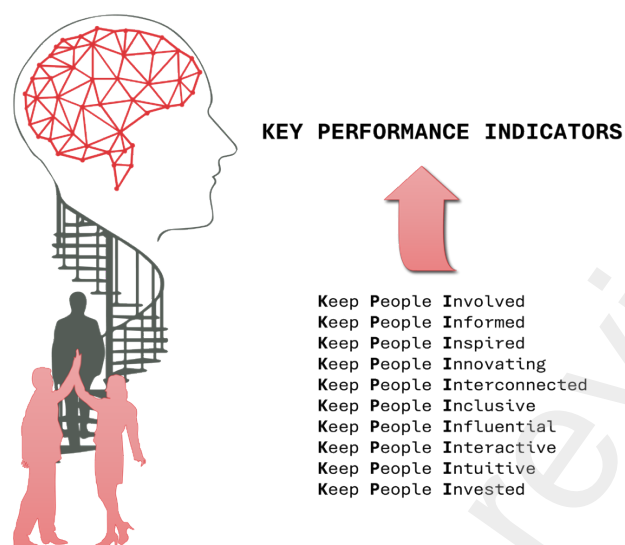 KEY PERFORMANCE INDICATORS
Keep People Involved
Keep People Informed
Keep People Inspired
Keep People Innovating
Keep People Interconnected
Keep People Inclusive
Keep People Influential
Keep People Interactive
Keep People Intuitive
Keep People Invested